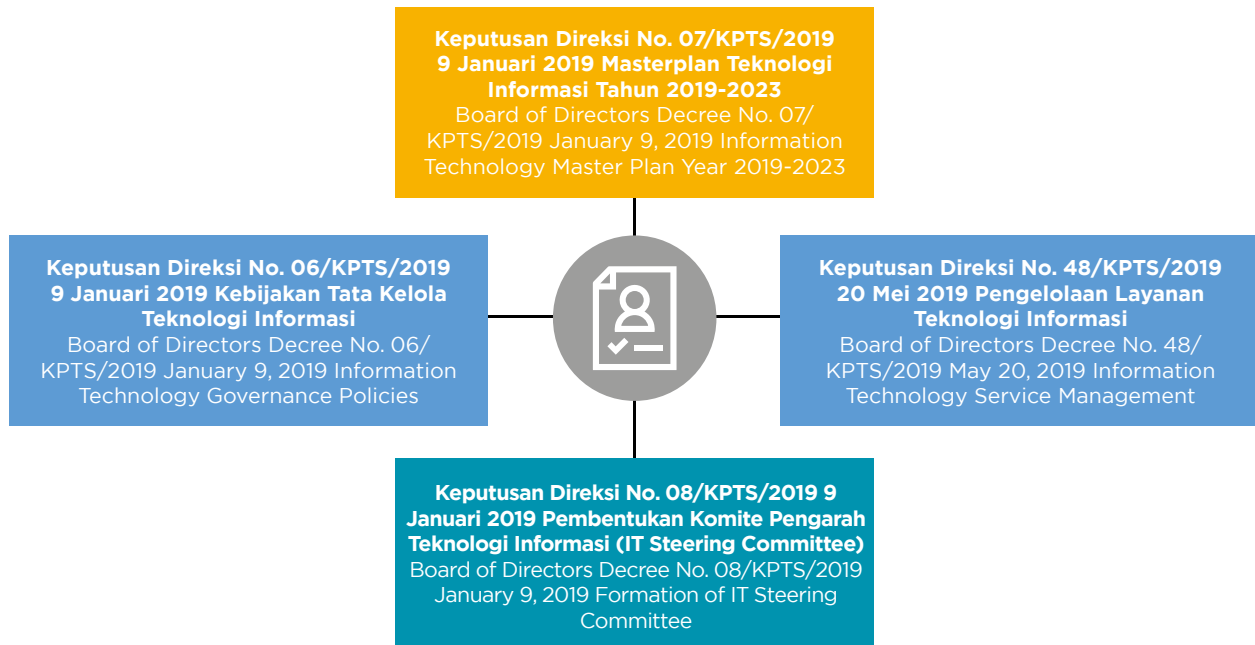 Keputusan Direksi No. 07/KPTS/2019
9 Januari 2019 Masterplan Teknologi
Informasi Tahun 2019-2023
Board of Directors Decree No. 07/
KPTS/2019 January 9, 2019 Information
Technology Master Plan Year 2019-2023
Keputusan Direksi No. 06/KPTS/2019
9 Januari 2019 Kebijakan Tata Kelola
Teknologi Informasi
Board of Directors Decree No. 06/
KPTS/2019 January 9, 2019 Information
Technology Governance Policies
Keputusan Direksi No. 48/KPTS/2019
20 Mei 2019 Pengelolaan Layanan
Teknologi Informasi
Board of Directors Decree No. 48/
KPTS/2019 May 20, 2019 Information
Technology Service Management
Keputusan Direksi No. 08/KPTS/2019 9
Januari 2019 Pembentukan Komite Pengarah
Teknologi Informasi (IT Steering Committee)
Board of Directors Decree No. 08/KPTS/2019
January 9, 2019 Formation of IT Steering
Committee